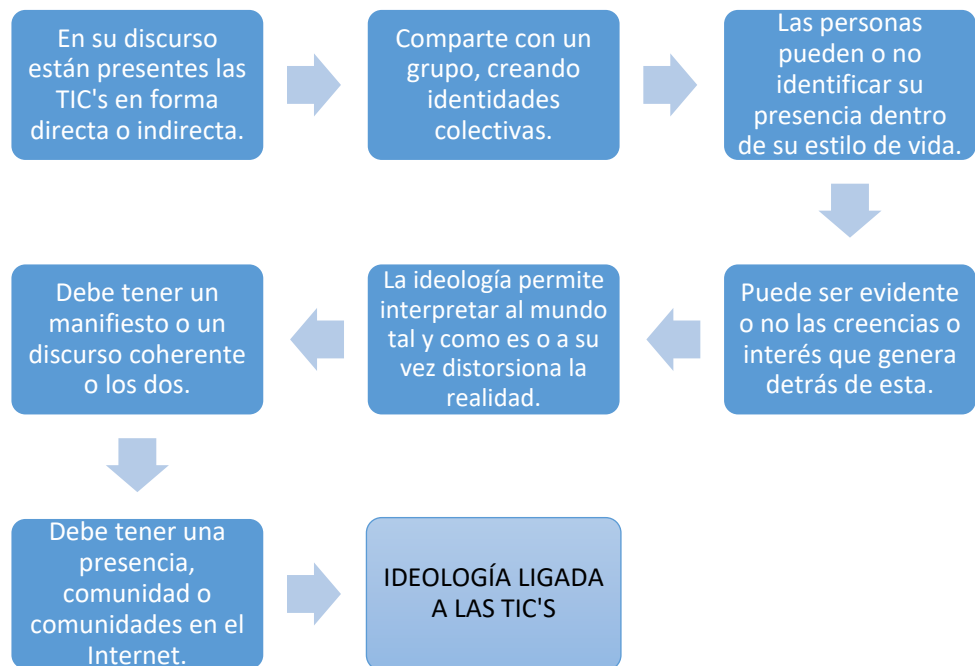 En su discurso
están presentes las
TIC's en forma
directa o indirecta.
Comparte con un
grupo, creando
identidades
colectivas.
Las personas
pueden o no
identificar su
presencia dentro
de su estilo de vida.
Puede ser evidente
o no las creencias o
interés que genera
detrás de esta.
La ideología permite
interpretar al mundo
tal y como es o a su
vez distorsiona la
realidad.
Debe tener un
manifiesto o un
discurso coherente
o los dos.
Debe tener una
presencia,
comunidad o
comunidades en el
Internet.
IDEOLOGÍA LIGADA
A LAS TIC'S